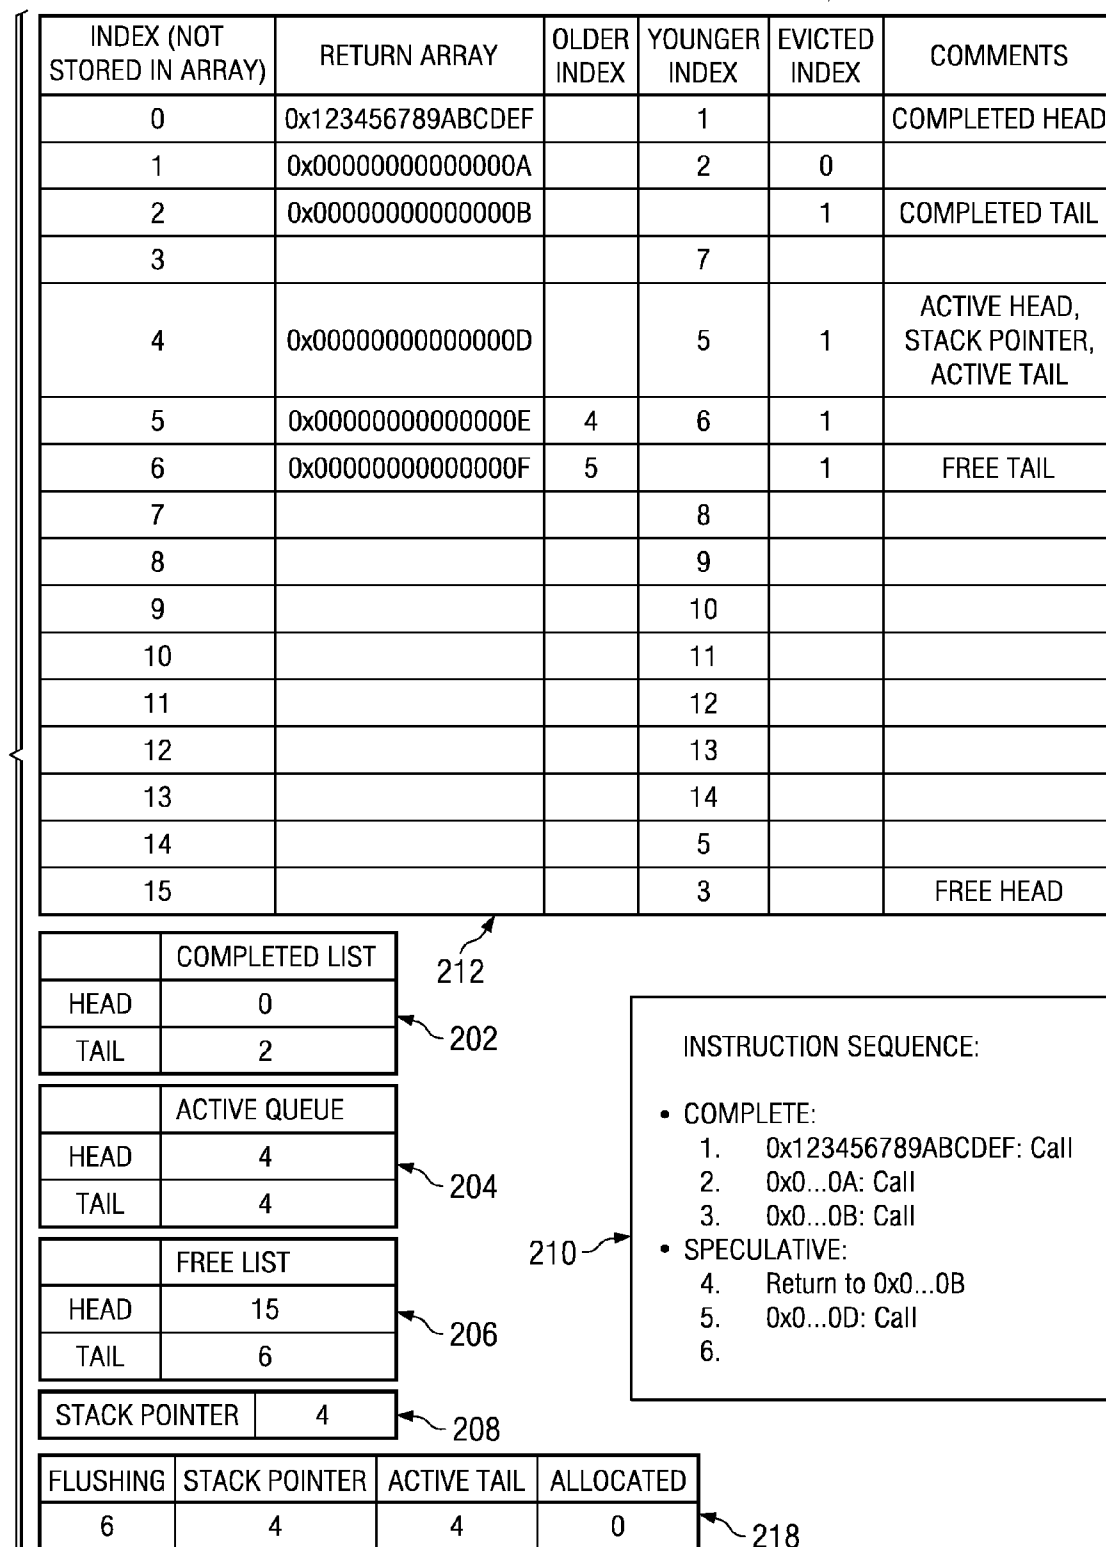 INDEX (NOT STORED IN ARRAY) RETURN ARRAY OLDER INDEX YOUNGER INDEX EVICTED INDEX COMMENTS
0 0x123456789ABCDEF 1 COMPLETED HEAD
1 0x00000000000000A 2 0
2 0x00000000000000B 1 COMPLETED TAIL
3 7
4 0x00000000000000D 5 1 ACTIVE HEAD, STACK POINTER, ACTIVE TAIL
5 0x00000000000000E 4 6 1
6 0x00000000000000F 5 1 FREE TAIL
7 8
8 9
9 10
10 11
11 12
12 13
13 14
14 5
15 3 FREE HEAD
212
COMPLETED LIST
HEAD 0
TAIL 2
202
ACTIVE QUEUE
HEAD 4
TAIL 4
204
FREE LIST
HEAD 15
TAIL 6
206
STACK POINTER 4
208
INSTRUCTION SEQUENCE:
• COMPLETE:
1. 0x123456789ABCDEF: Call
2. 0x0...0A: Call
3. 0x0...0B: Call
• SPECULATIVE:
4. Return to 0x0...0B
5. 0x0...0D: Call
6.
210
FLUSHING STACK POINTER ACTIVE TAIL ALLOCATED
6 4 4 0
218